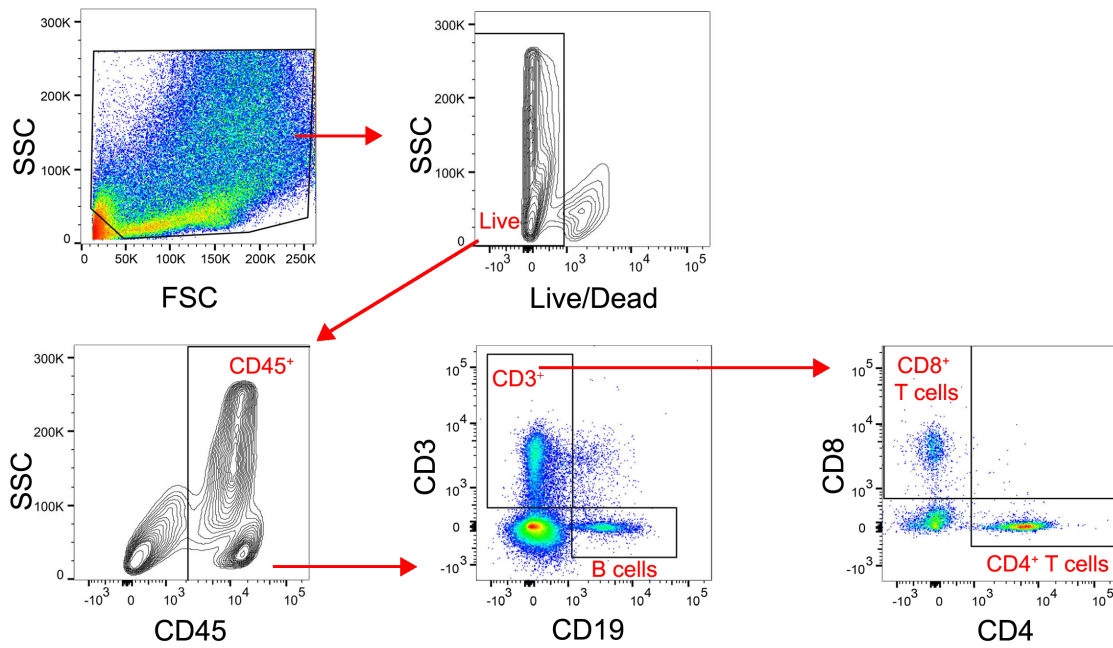 300K
200K
100K
0
SSC
0
50K
100K
150K
200K
250K
FSC
300K
200K
100K
0
SSC
Live
-10³
0
10³
10⁴
10⁵
Live/Dead
300K
200K
100K
0
SSC
CD45⁺
-10³
0
10⁴
10⁵
CD45
10⁵
10⁴
10³
0
-10³
CD3
CD3⁺
B cells
-10³
0
10³
10⁴
10⁵
CD19
10⁵
10⁴
10³
0
-10³
CD8
CD8⁺
T cells
CD4⁺ T cells
-10³
0
10³
10⁴
10⁵
CD4